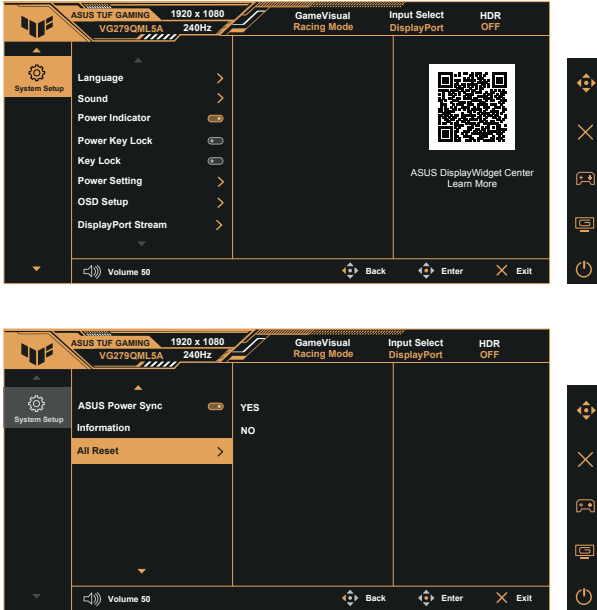 ASUS TUF GAMING 1920 x 1080
VG279QML5A 240Hz
GameVisual
Racing Mode
Input Select
DisplayPort
HDR
OFF
System Setup
Language
Sound
Power Indicator
Power Key Lock
Key Lock
Power Setting
OSD Setup
DisplayPort Stream
ASUS DisplayWidget Center
Learn More
Volume 50
Back
Enter
Exit
ASUS TUF GAMING 1920 x 1080
VG279QML5A 240Hz
GameVisual
Racing Mode
Input Select
DisplayPort
HDR
OFF
System Setup
ASUS Power Sync
Information
All Reset
YES
NO
Volume 50
Back
Enter
Exit